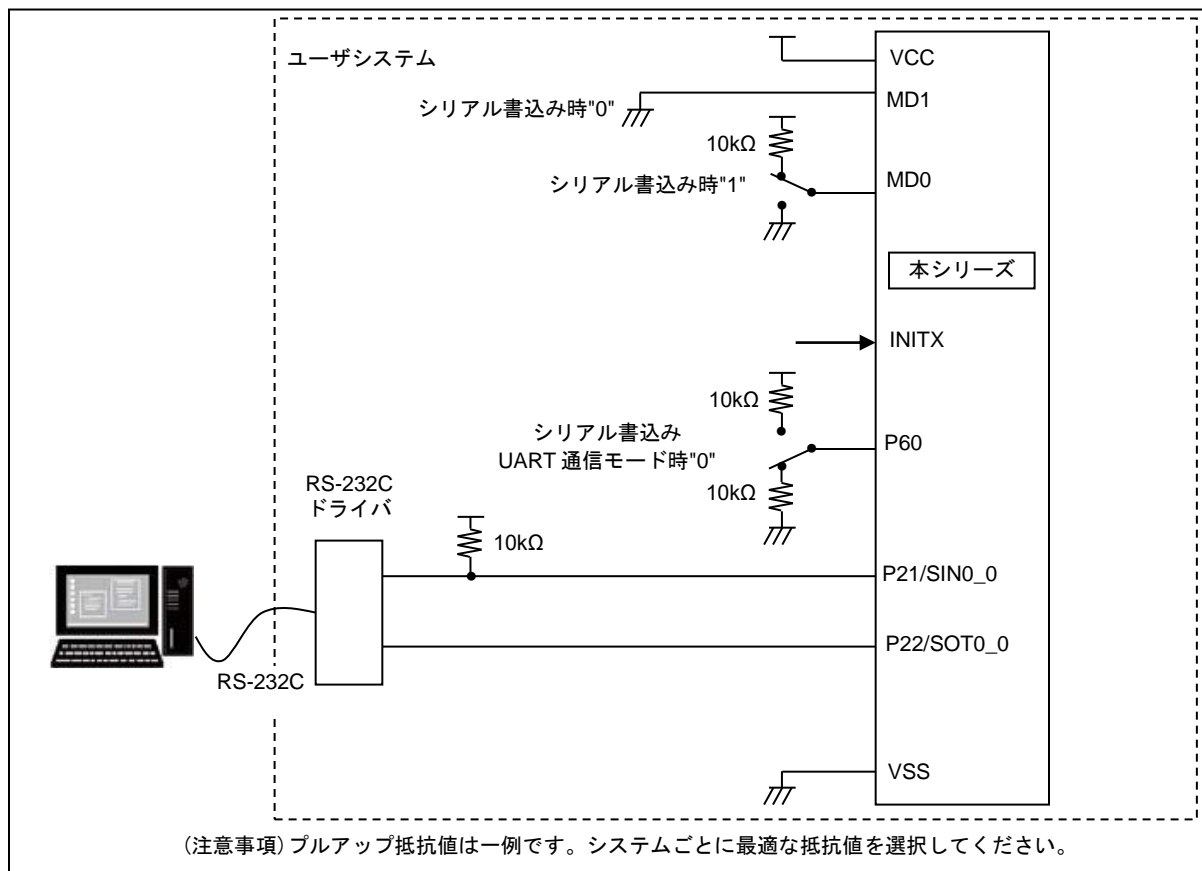 ユーザシステム
VCC
MD1
シリアル書込み時"0"
10kΩ
シリアル書込み時"1"
MD0
本シリーズ
INITX
10kΩ
シリアル書込み
UART 通信モード時"0"
P60
10kΩ
RS-232C
ドライバ
10kΩ
P21/SIN0_0
P22/SOT0_0
RS-232C
VSS
(注意事項) プルアップ抵抗値は一例です。システムごとに最適な抵抗値を選択してください。